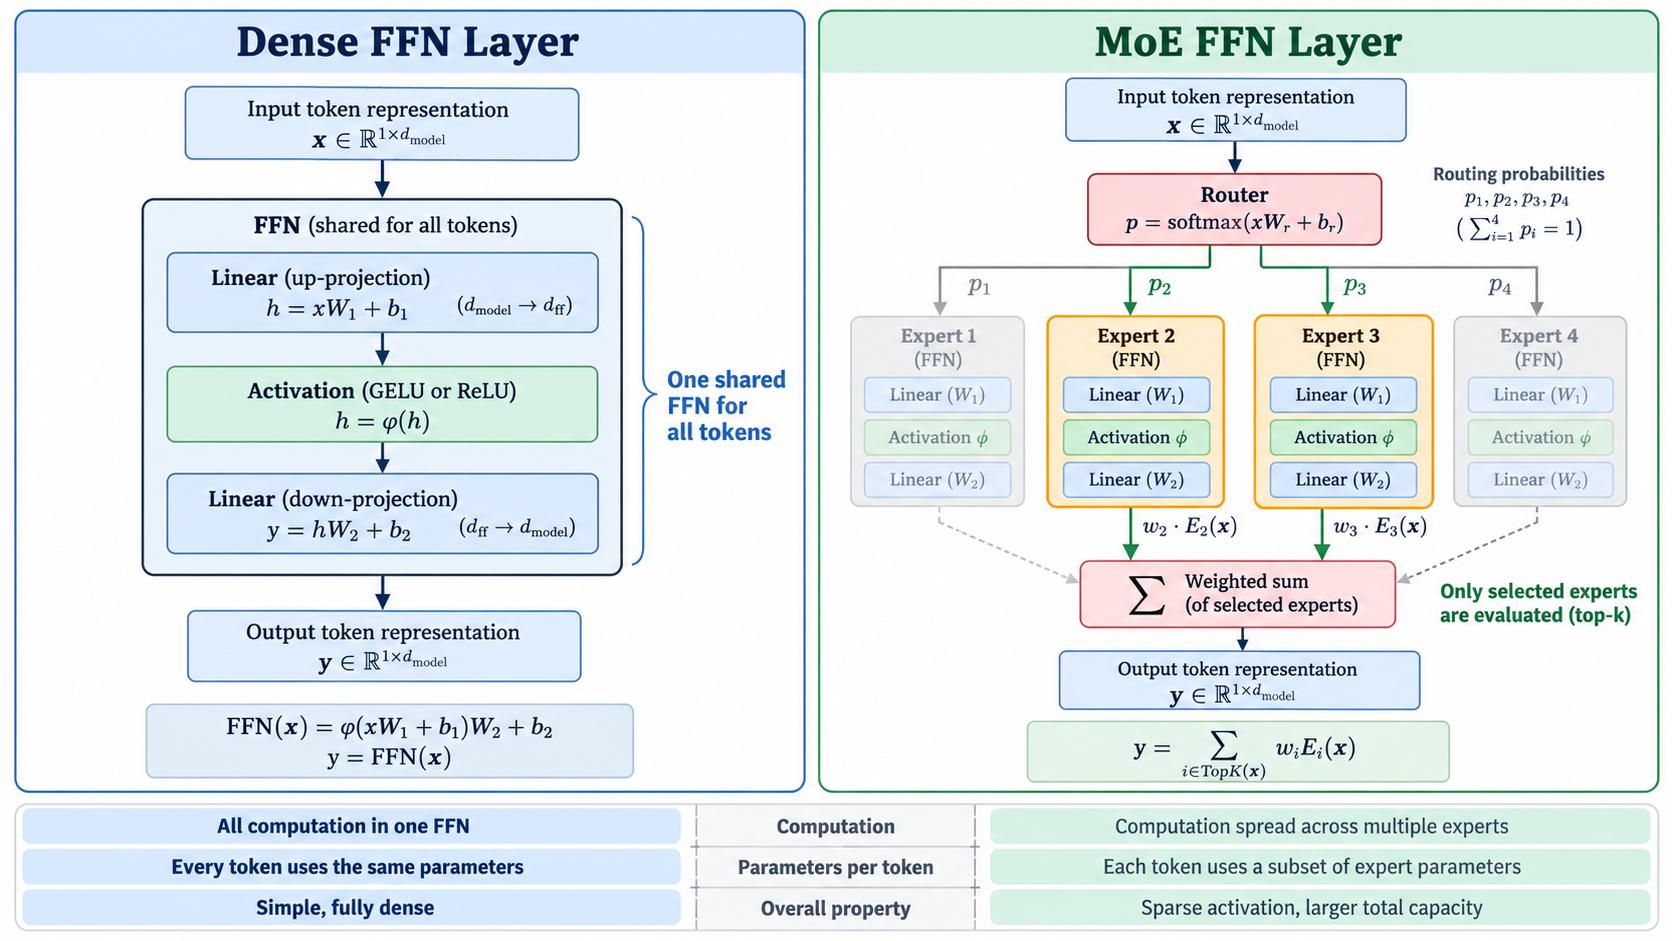 Dense FFN Layer
Input token representation
x ∈ ℝ^{1×d_model}
FFN (shared for all tokens)
Linear (up-projection)
h = xW₁ + b₁ (d_model → d_ff)
Activation (GELU or ReLU)
h = φ(h)
Linear (down-projection)
y = hW₂ + b₂ (d_ff → d_model)
One shared
FFN for
all tokens
Output token representation
y ∈ ℝ^{1×d_model}
FFN(x) = φ(xW₁ + b₁)W₂ + b₂
y = FFN(x)
MoE FFN Layer
Input token representation
x ∈ ℝ^{1×d_model}
Router
p = softmax(xW_r + b_r)
Routing probabilities
p₁, p₂, p₃, p₄
( ∑_{i=1}^{4} p_i = 1)
p₁
p₂
p₃
p₄
Expert 1
(FFN)
Linear (W₁)
Activation ϕ
Linear (W₂)
Expert 2
(FFN)
Linear (W₁)
Activation ϕ
Linear (W₂)
Expert 3
(FFN)
Linear (W₁)
Activation ϕ
Linear (W₂)
Expert 4
(FFN)
Linear (W₁)
Activation ϕ
Linear (W₂)
w₂ · E₂(x)
w₃ · E₃(x)
∑ Weighted sum
(of selected experts)
Only selected experts
are evaluated (top-k)
Output token representation
y ∈ ℝ^{1×d_model}
y = ∑_{i∈TopK(x)} w_i E_i(x)
All computation in one FFN
Computation
Computation spread across multiple experts
Every token uses the same parameters
Parameters per token
Each token uses a subset of expert parameters
Simple, fully dense
Overall property
Sparse activation, larger total capacity